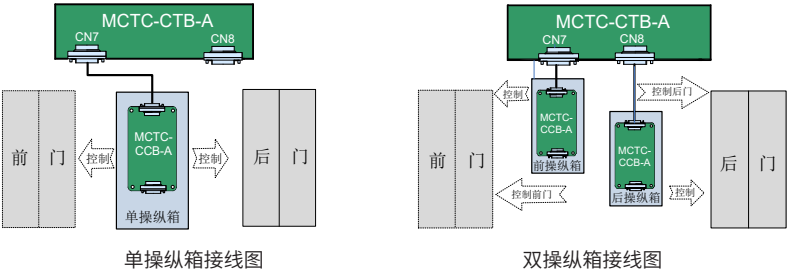 MCTC-CTB-A
CN7
CN8
前 门
控制
MCTC-
CCB-A
控制
后 门
单操纵箱
单操纵箱接线图
MCTC-CTB-A
CN7
CN8
控制
控制后门
MCTC-
CCB-A
前操纵箱
MCTC-
CCB-A
后操纵箱
前 门
控制前门
控制
后 门
双操纵箱接线图